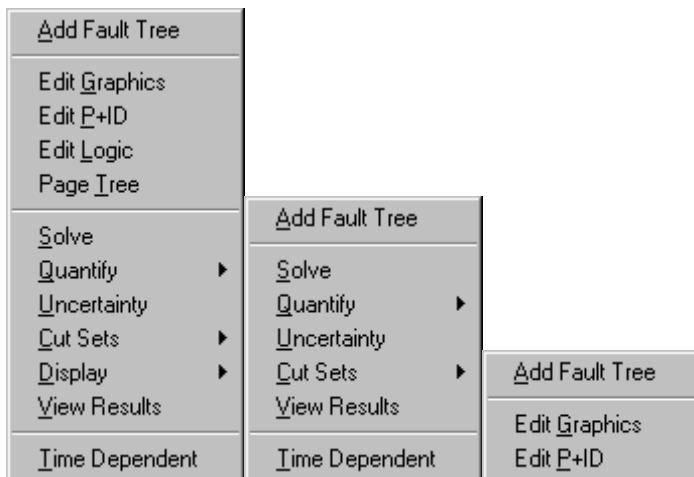 Add Fault Tree
Edit Graphics
Edit P+ID
Edit Logic
Page Tree
Solve
Quantify
Uncertainty
Cut Sets
Display
View Results
Time Dependent
Add Fault Tree
Solve
Quantify
Uncertainty
Cut Sets
View Results
Time Dependent
Add Fault Tree
Edit Graphics
Edit P+ID